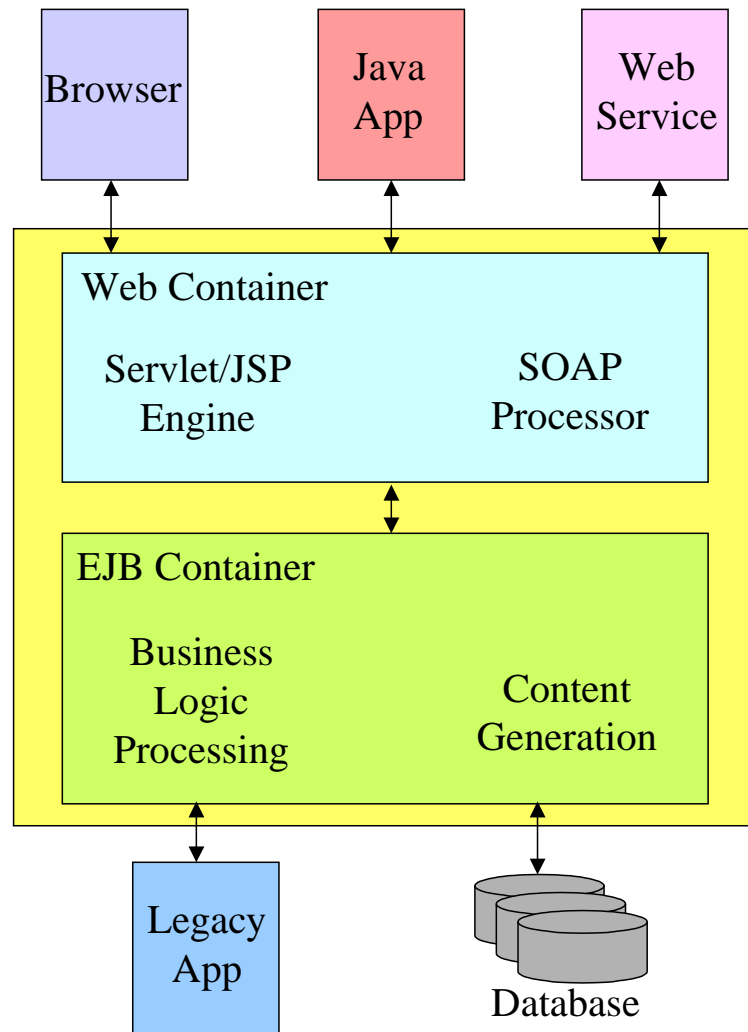 Browser
Java
App
Web
Service
Web Container
Servlet/JSP
Engine
SOAP
Processor
EJB Container
Business
Logic
Processing
Content
Generation
Legacy
App
Database